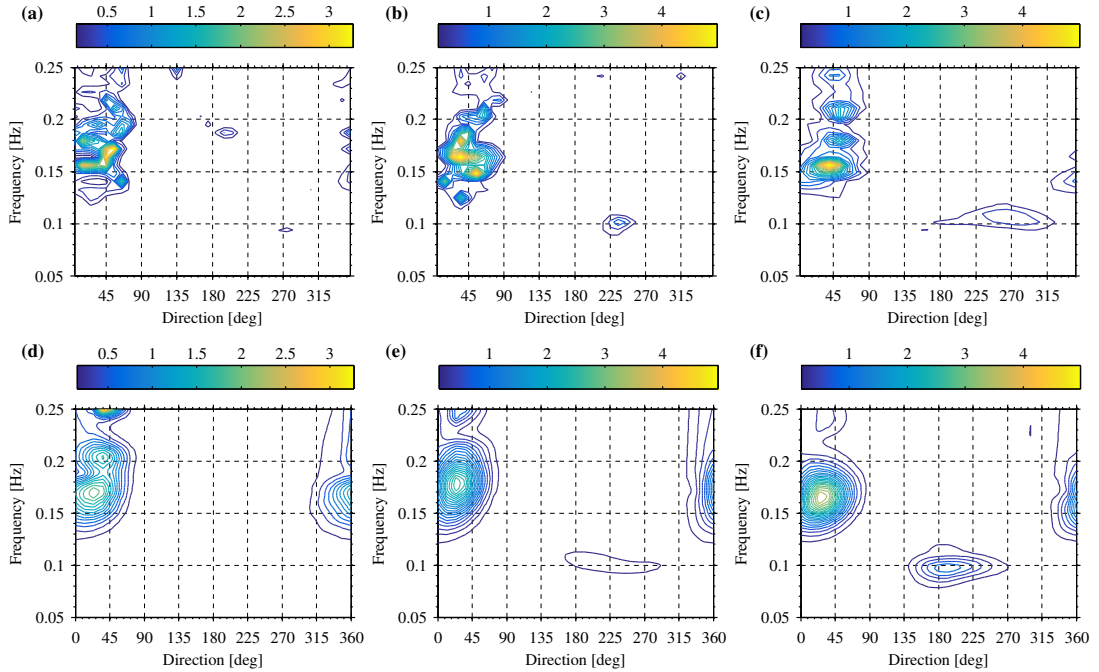 (a) 0.5 1 1.5 2 2.5 3
(b) 1 2 3 4
(c) 1 2 3 4
0.25 0.25 0.25
0.2 0.2 0.2
0.15 0.15 0.15
0.1 0.1 0.1
0.05 0.05 0.05
Frequency [Hz] Frequency [Hz] Frequency [Hz]
45 90 135 180 225 270 315
45 90 135 180 225 270 315
45 90 135 180 225 270 315
Direction [deg] Direction [deg] Direction [deg]
(d) 0.5 1 1.5 2 2.5 3
(e) 1 2 3 4
(f) 1 2 3 4
0.25 0.25 0.25
0.2 0.2 0.2
0.15 0.15 0.15
0.1 0.1 0.1
0.05 0.05 0.05
Frequency [Hz] Frequency [Hz] Frequency [Hz]
0 45 90 135 180 225 270 315 360
0 45 90 135 180 225 270 315 360
0 45 90 135 180 225 270 315 360
Direction [deg] Direction [deg] Direction [deg]